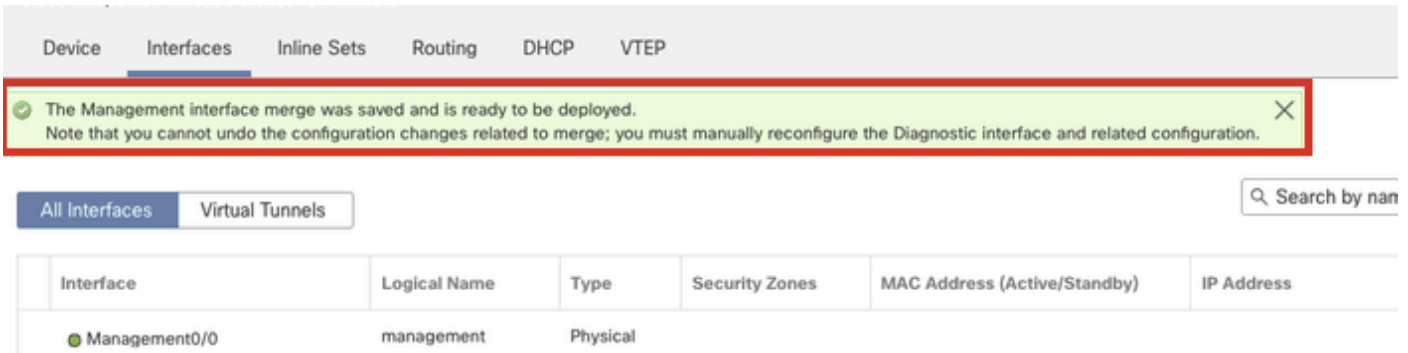 Device Interfaces Inline Sets Routing DHCP VTEP
The Management interface merge was saved and is ready to be deployed.
Note that you cannot undo the configuration changes related to merge; you must manually reconfigure the Diagnostic interface and related configuration.
All Interfaces Virtual Tunnels
Search by
Interface Logical Name Type Security Zones MAC Address (Active/Standby) IP Address
Management0/0 management Physical